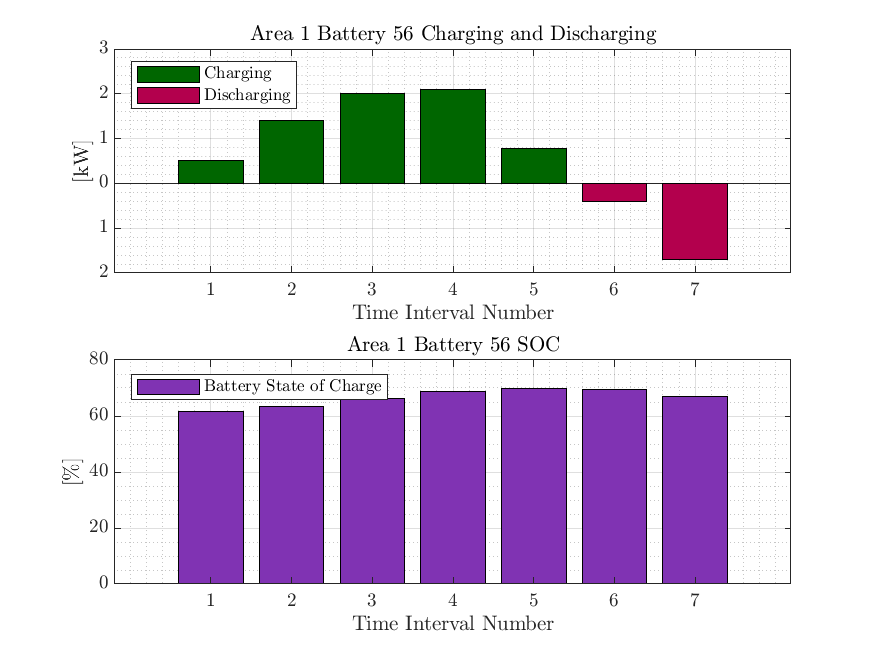 Area 1 Battery 56 Charging and Discharging
3
2
1
0
1
2
[kW]
Charging
Discharging
1 2 3 4 5 6 7
Time Interval Number
Area 1 Battery 56 SOC
80
60
40
20
0
[%]
Battery State of Charge
1 2 3 4 5 6 7
Time Interval Number